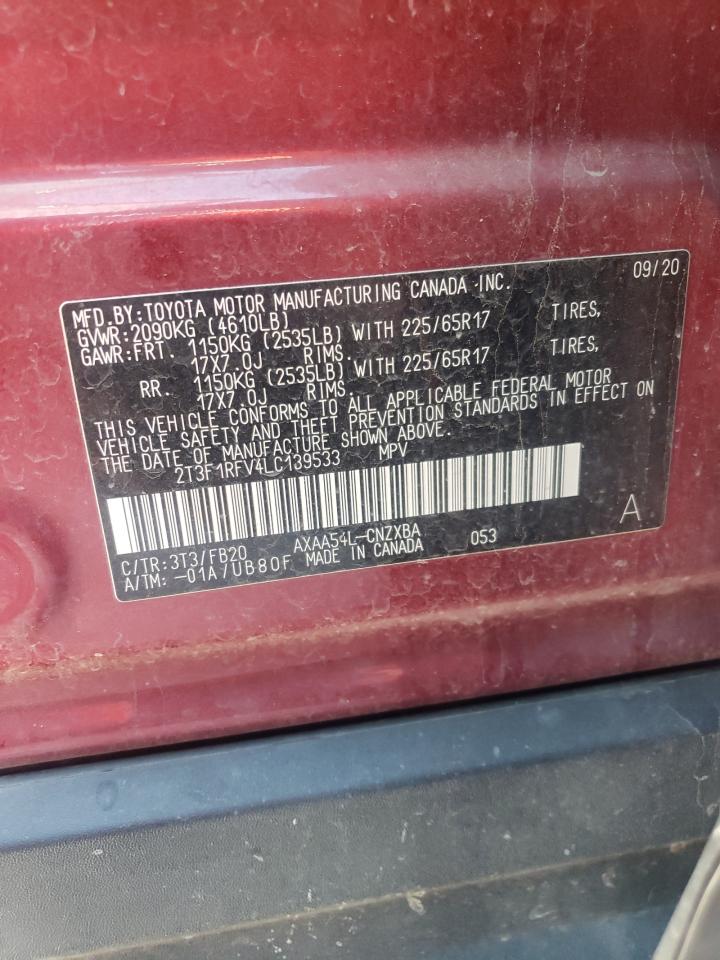 MFD.BY:TOYOTA MOTOR MANUFACTURING CANADA INC. 09/20
GVWR:2090KG (4610LB)
GAWR:FRT. 1150KG (2535LB) WITH 225/65R17 TIRES,
17X7.0J RIMS.
RR. 1150KG (2535LB) WITH 225/65R17 TIRES,
17X7.0J RIMS.
THIS VEHICLE CONFORMS TO ALL APPLICABLE FEDERAL MOTOR
VEHICLE SAFETY AND THEFT PREVENTION STANDARDS IN EFFECT ON
THE DATE OF MANUFACTURE SHOWN ABOVE.
2T3F1RFV4LC139533 MPV
C/TR:3T3/FB20 AXAA54L-CNZXBA 053 A
A/TM: -01A/UB80F MADE IN CANADA